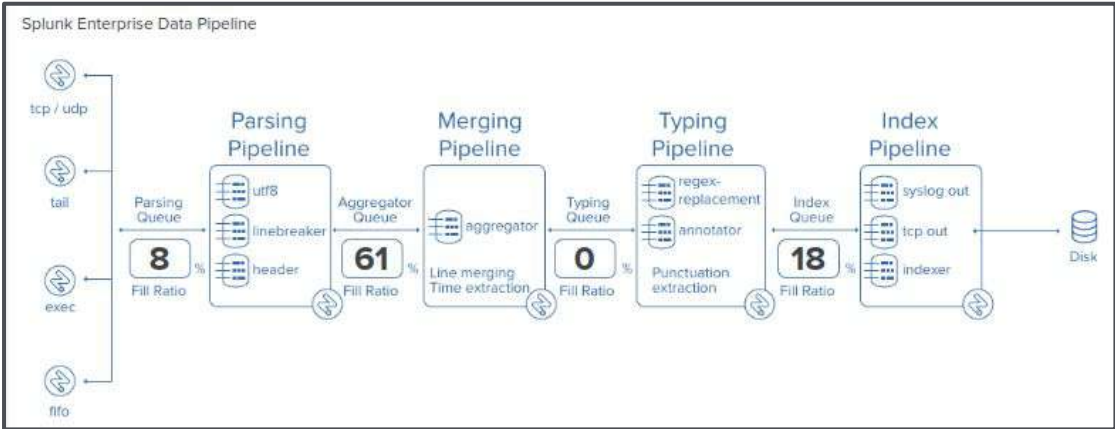 Splunk Enterprise Data Pipeline
tcp / udp
tail
exec
fifo
Parsing
Queue
8 %
Fill Ratio
Parsing
Pipeline
utf8
linebreaker
header
Aggregator
Queue
61 %
Fill Ratio
Merging
Pipeline
aggregator
Line merging
Time extraction
Typing
Queue
0 %
Fill Ratio
Typing
Pipeline
regex-
replacement
annotator
Punctuation
extraction
Index
Queue
18 %
Fill Ratio
Index
Pipeline
syslog out
tcp out
indexer
Disk